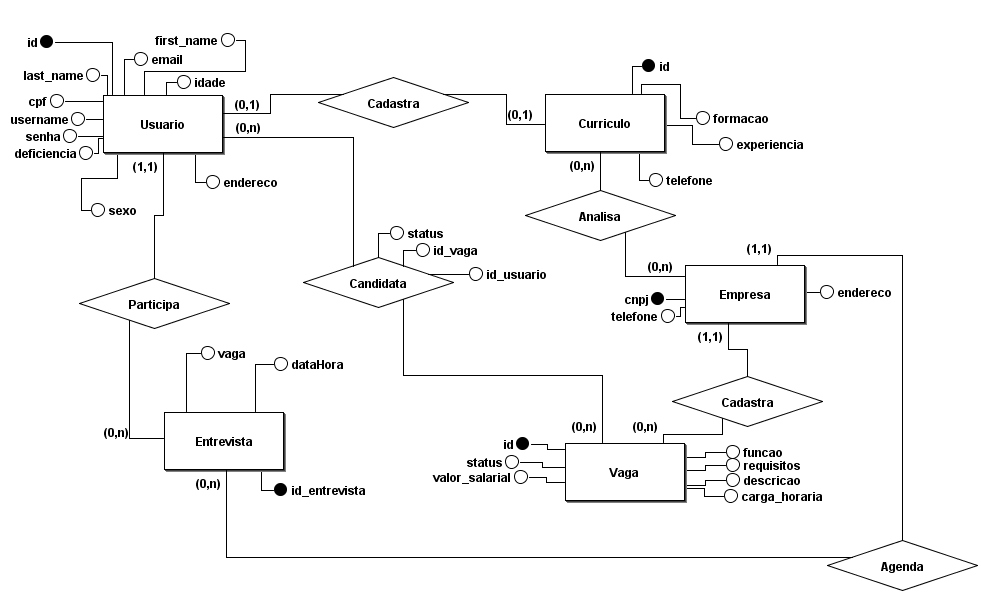 first_name
id
email
last_name
idade
cpf
username
senha
deficiencia
Usuario
(0,1)
(0,n)
(1,1)
endereco
sexo
Cadastra
(0,1)
id
Curriculo
formacao
experiencia
(0,n)
telefone
Analisa
(0,n)
(1,1)
status
id_vaga
id_usuario
Candidata
Participa
Empresa
cnpj
telefone
endereco
(1,1)
vaga
dataHora
Cadastra
(0,n)
Entrevista
(0,n)
id_entrevista
(0,n)
(0,n)
id
status
valor_salarial
Vaga
funcao
requisitos
descricao
carga_horaria
Agenda